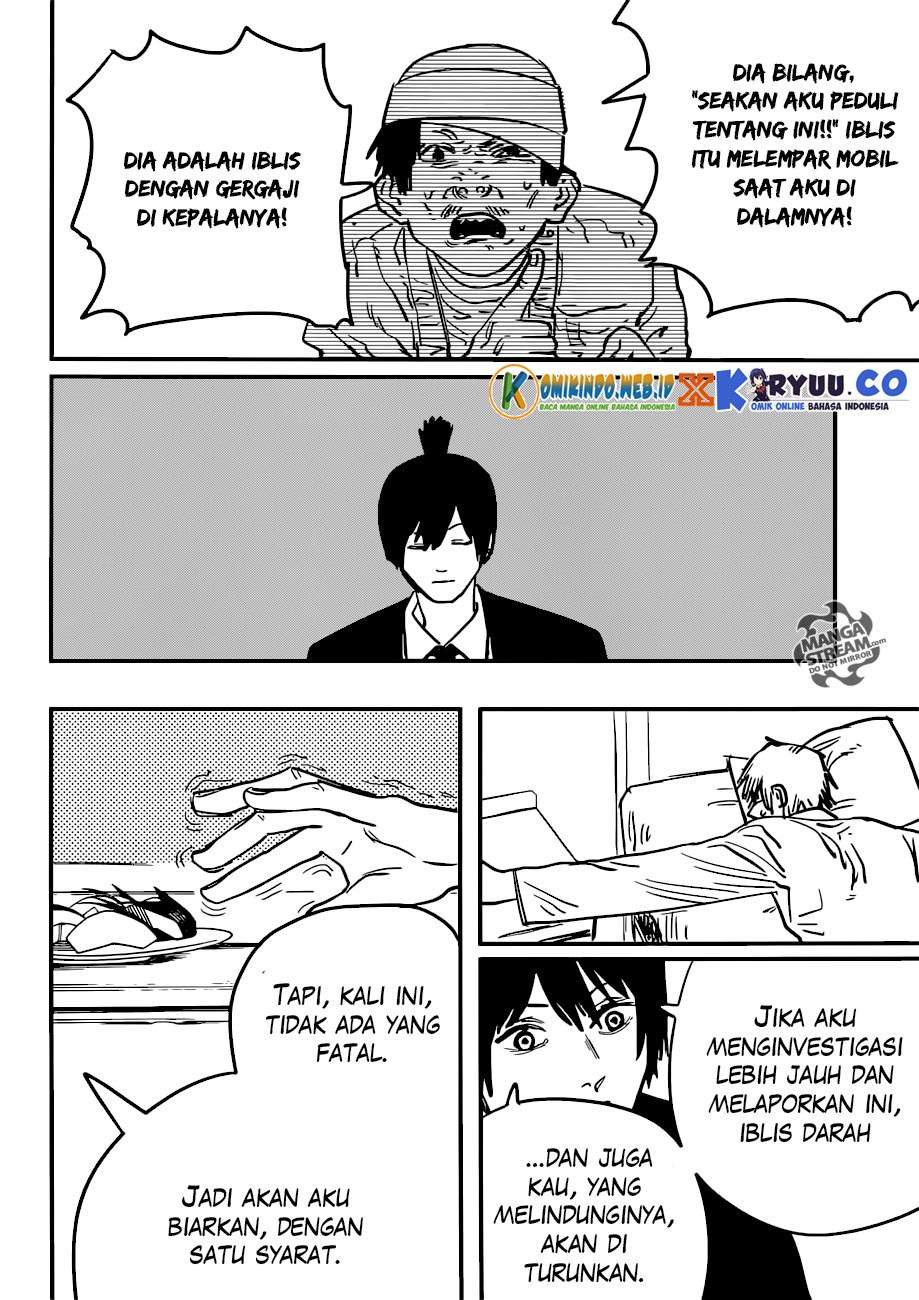 DIA BILANG,
"SEAKAN AKU PEDULI
TENTANG INI!!" IBLIS
ITU MELEMPAR MOBIL
SAAT AKU DI
DALAMNYA!
DIA ADALAH IBLIS
DENGAN GERGAJI
DI KEPALANYA!
KOMIKINDO.WEB.ID X KIRYUU.CO
BACA MANGA ONLINE BAHASA INDONESIA
OMIK ONLINE BAHASA INDONESIA
MANGA
STREAM.com
DO NOT MIRROR
JIKA AKU
MENGINVESTIGASI
LEBIH JAUH DAN
MELAPORKAN INI,
IBLIS DARAH
...DAN JUGA
KAU, YANG
MELINDUNGINYA,
AKAN DI
TURUNKAN.
TAPI, KALI INI,
TIDAK ADA YANG
FATAL.
JADI AKAN AKU
BIARKAN, DENGAN
SATU SYARAT.